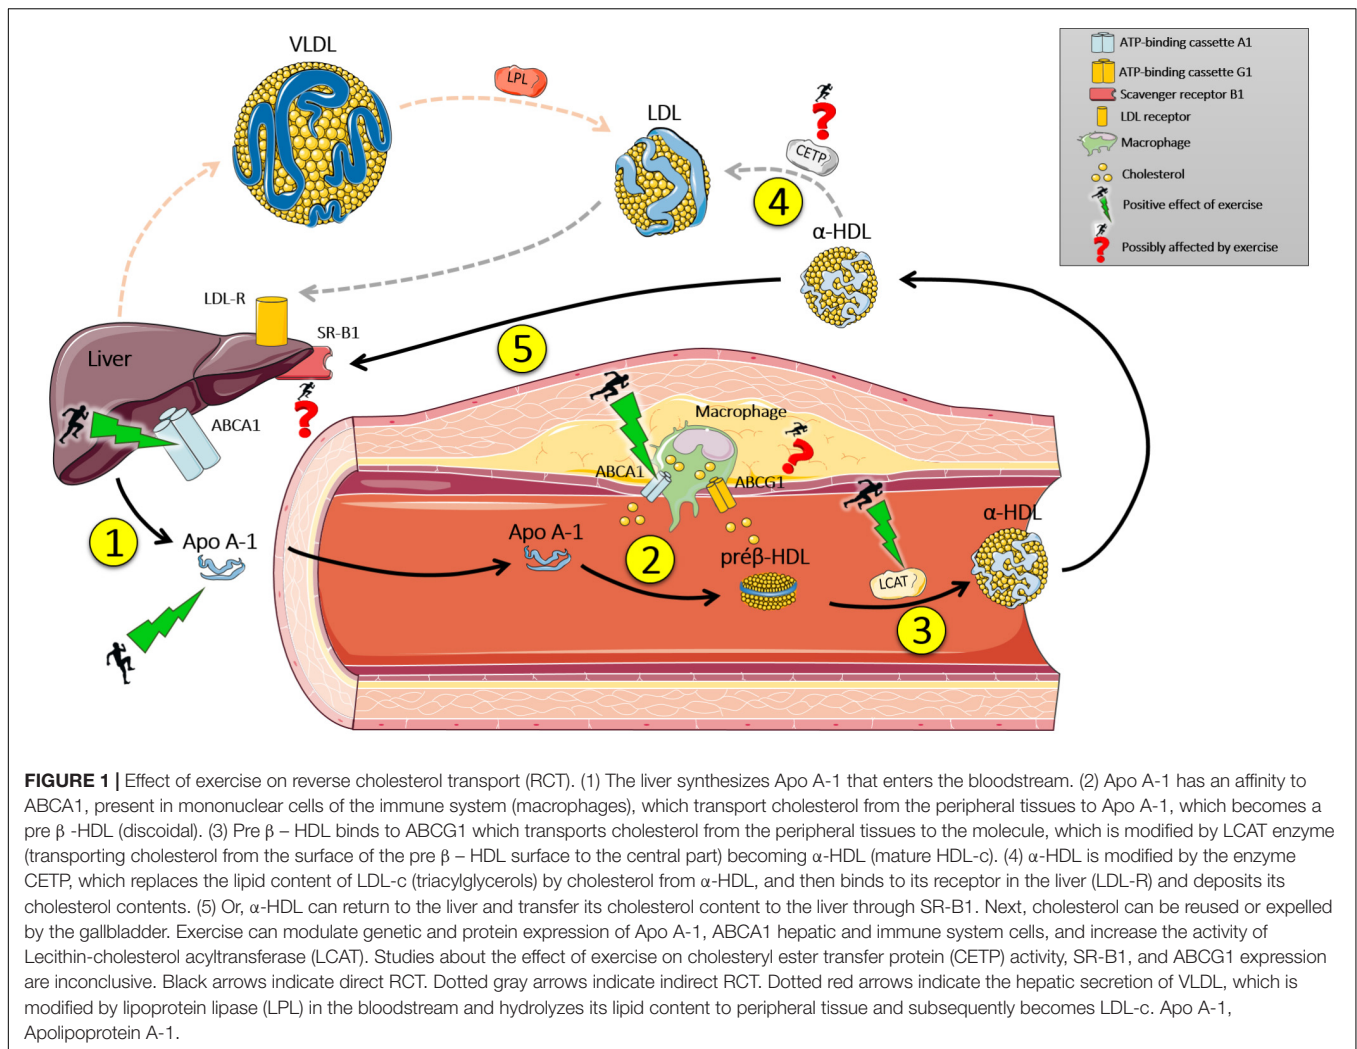 VLDL
LPL
LDL
CETP
4
α-HDL
ATP-binding cassette A1
ATP-binding cassette G1
Scavenger receptor B1
LDL receptor
Macrophage
Cholesterol
Positive effect of exercise
Possibly affected by exercise
LDL-R
SR-B1
Liver
ABCA1
5
Macrophage
ABCA1
ABCG1
1
Apo A-1
Apo A-1
2
préβ-HDL
LCAT
3
α-HDL
FIGURE 1 | Effect of exercise on reverse cholesterol transport (RCT). (1) The liver synthesizes Apo A-1 that enters the bloodstream. (2) Apo A-1 has an affinity to
ABCA1, present in mononuclear cells of the immune system (macrophages), which transport cholesterol from the peripheral tissues to Apo A-1, which becomes a
pre β -HDL (discoidal). (3) Pre β – HDL binds to ABCG1 which transports cholesterol from the peripheral tissues to the molecule, which is modified by LCAT enzyme
(transporting cholesterol from the surface of the pre β – HDL surface to the central part) becoming α-HDL (mature HDL-c). (4) α-HDL is modified by the enzyme
CETP, which replaces the lipid content of LDL-c (triacylglycerols) by cholesterol from α-HDL, and then binds to its receptor in the liver (LDL-R) and deposits its
cholesterol contents. (5) Or, α-HDL can return to the liver and transfer its cholesterol content to the liver through SR-B1. Next, cholesterol can be reused or expelled
by the gallbladder. Exercise can modulate genetic and protein expression of Apo A-1, ABCA1 hepatic and immune system cells, and increase the activity of
Lecithin-cholesterol acyltransferase (LCAT). Studies about the effect of exercise on cholesteryl ester transfer protein (CETP) activity, SR-B1, and ABCG1 expression
are inconclusive. Black arrows indicate direct RCT. Dotted gray arrows indicate indirect RCT. Dotted red arrows indicate the hepatic secretion of VLDL, which is
modified by lipoprotein lipase (LPL) in the bloodstream and hydrolyzes its lipid content to peripheral tissue and subsequently becomes LDL-c. Apo A-1,
Apolipoprotein A-1.